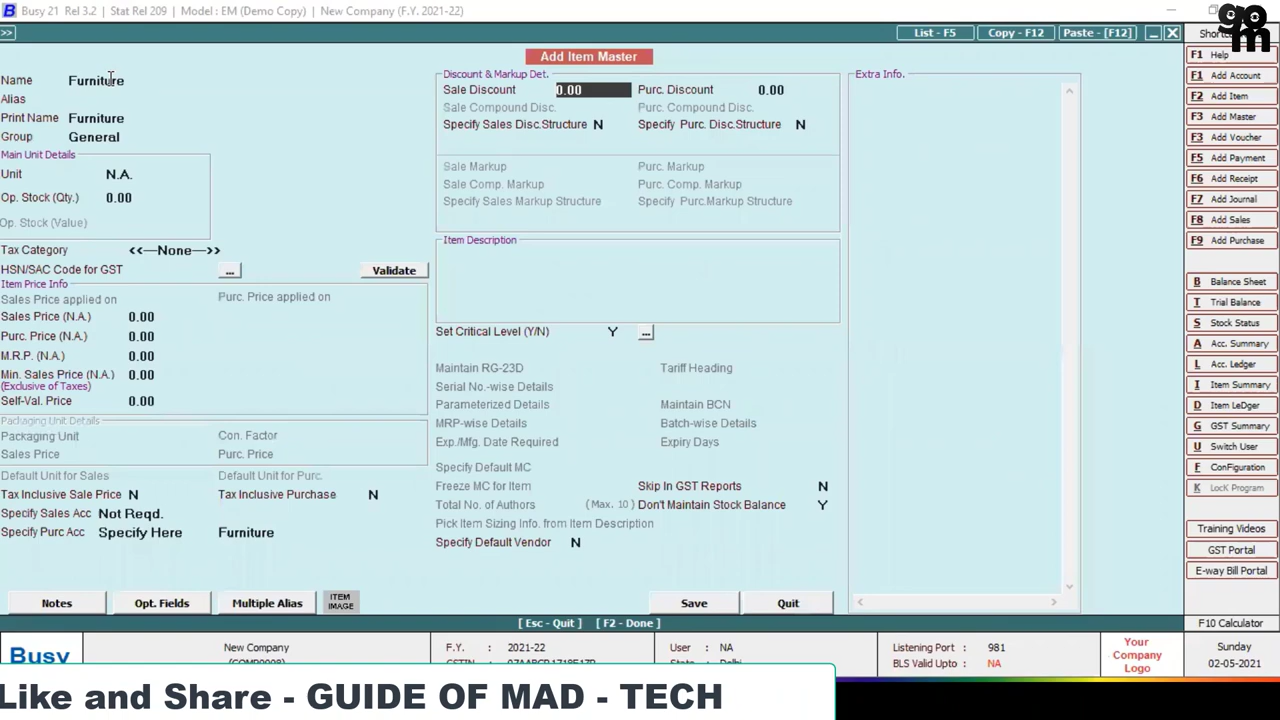 Busy 21 Rel 3.2 | Stat Rel 209 | Model : EM (Demo Copy) | New Company (F.Y. 2021-22)
gom
>> List - F5 Copy - F12 Paste - [F12]
Add Item Master
Name Furniture
Alias
Print Name Furniture
Group General
Main Unit Details
Unit N.A.
Op. Stock (Qty.) 0.00
Op. Stock (Value)
Tax Category <<---None--->>
HSN/SAC Code for GST ... Validate
Item Price Info
Sales Price applied on Purc. Price applied on
Sales Price (N.A.) 0.00
Purc. Price (N.A.) 0.00
M.R.P. (N.A.) 0.00
Min. Sales Price (N.A.) 0.00
(Exclusive of Taxes)
Self-Val. Price 0.00
Packaging Unit Details
Packaging Unit Con. Factor
Sales Price Purc. Price
Default Unit for Sales Default Unit for Purc.
Tax Inclusive Sale Price N Tax Inclusive Purchase N
Specify Sales Acc Not Reqd.
Specify Purc Acc Specify Here Furniture
Notes Opt. Fields Multiple Alias ITEM IMAGE
Discount & Markup Det.
Sale Discount 0.00 Purc. Discount 0.00
Sale Compound Disc. Purc. Compound Disc.
Specify Sales Disc.Structure N Specify Purc. Disc.Structure N
Sale Markup Purc. Markup
Sale Comp. Markup Purc. Comp. Markup
Specify Sales Markup Structure Specify Purc.Markup Structure
Item Description
Set Critical Level (Y/N) Y ...
Maintain RG-23D Tariff Heading
Serial No.-wise Details
Parameterized Details Maintain BCN
MRP-wise Details Batch-wise Details
Exp./Mfg. Date Required Expiry Days
Specify Default MC
Freeze MC for Item Skip In GST Reports N
Total No. of Authors (Max. 10) Don't Maintain Stock Balance Y
Pick Item Sizing Info. from Item Description
Specify Default Vendor N
Save Quit
Extra Info.
[ Esc - Quit ] [ F2 - Done ]
F1 Help
F1 Add Account
F2 Add Item
F3 Add Master
F3 Add Voucher
F5 Add Payment
F6 Add Receipt
F7 Add Journal
F8 Add Sales
F9 Add Purchase
B Balance Sheet
T Trial Balance
S Stock Status
A Acc. Summary
L Acc. Ledger
I Item Summary
D Item LeDger
G GST Summary
U Switch User
F ConFiguration
K LocK Program
Training Videos
GST Portal
E-way Bill Portal
F10 Calculator
Busy
New Company
F.Y. : 2021-22
User : NA
Listening Port : 981
BLS Valid Upto : NA
Your Company Logo
Sunday
02-05-2021
Like and Share - GUIDE OF MAD - TECH